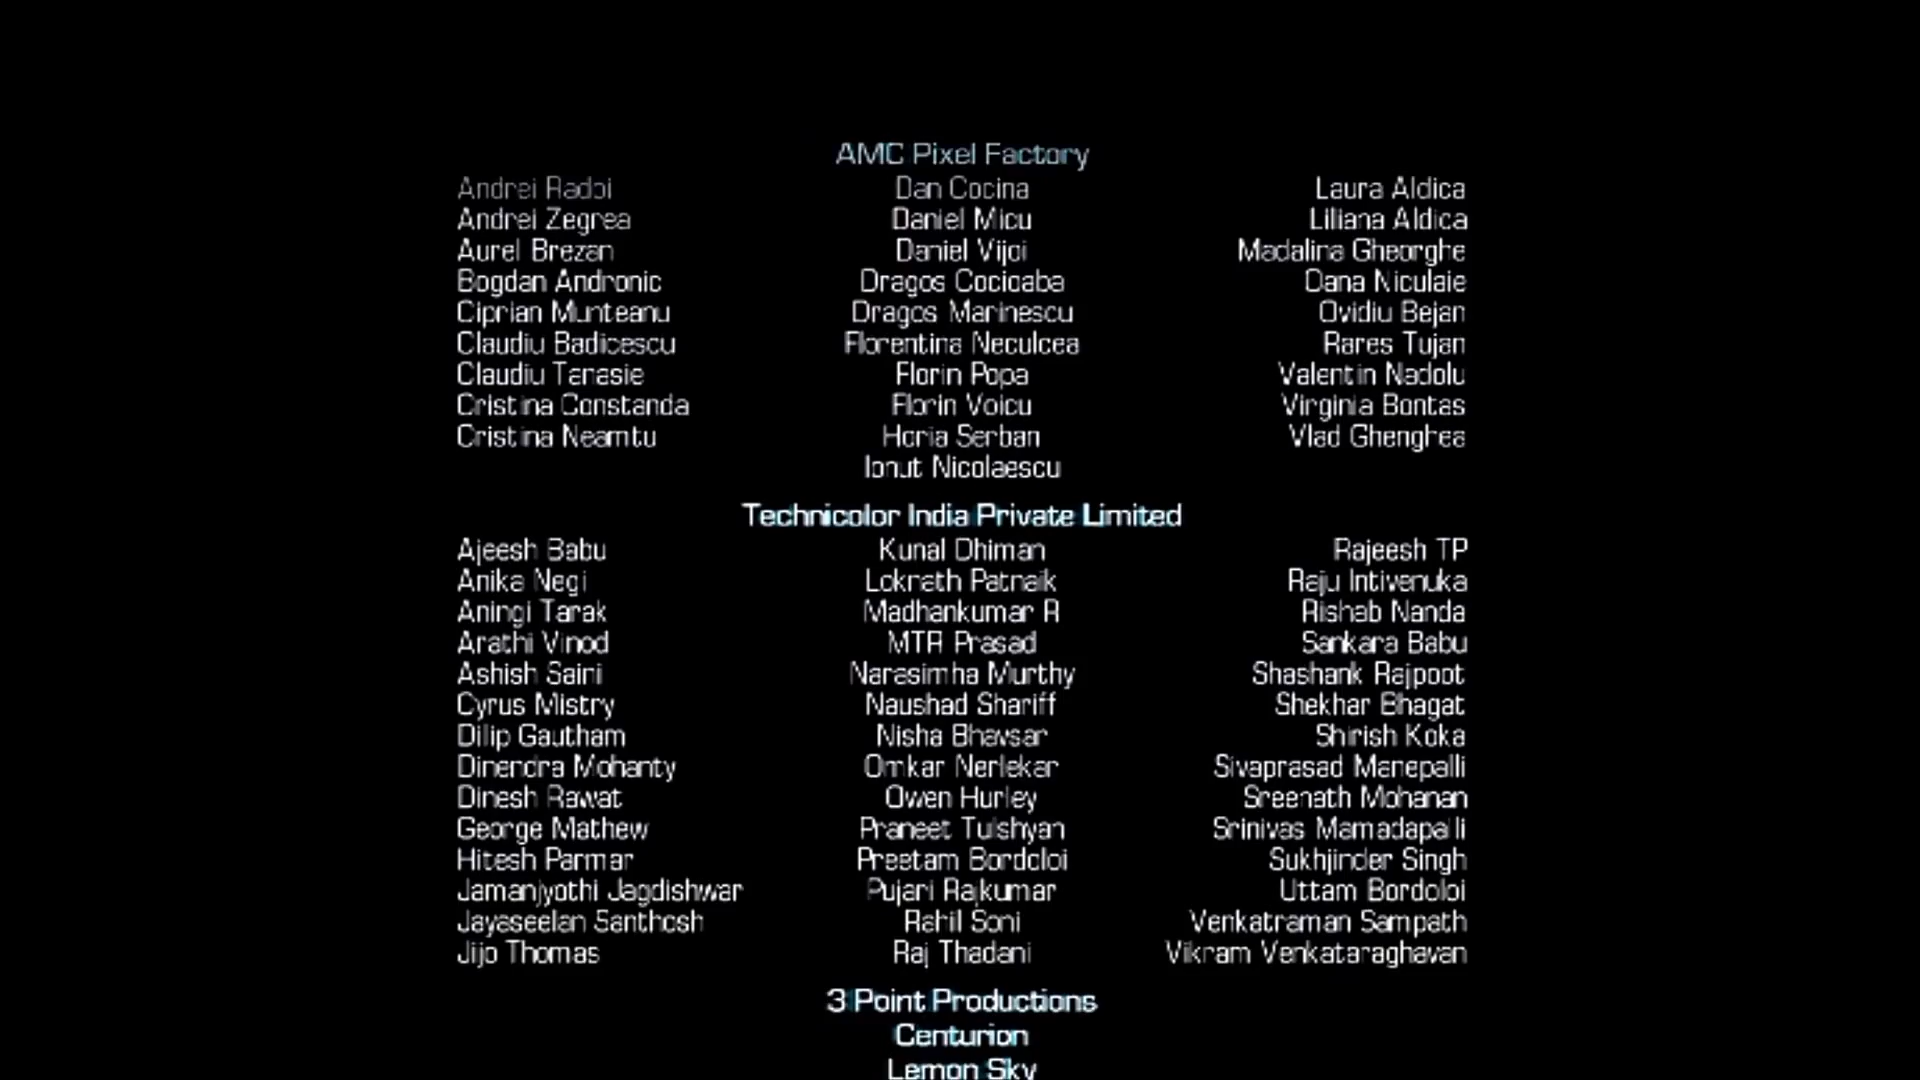 AMC Pixel Factory
Andrei Radoi Dan Cocina Laura Aldica
Andrei Zegrea Daniel Micu Liliana Aldica
Aurel Brezan Daniel Vijoi Madalina Gheorghe
Bogdan Andronic Dragos Cocioaba Oana Niculaie
Ciprian Munteanu Dragos Marinescu Ovidiu Bejan
Claudiu Badicescu Florentina Neculcea Rares Tujan
Claudiu Tanasie Florin Popa Valentin Nadolu
Cristina Constanda Florin Voicu Virginia Bontas
Cristina Neamtu Horia Serban Vlad Ghenghea
Ionut Nicolaescu
Technicolor India Private Limited
Ajeesh Babu Kunal Dhiman Rajeesh TP
Anika Negi Loknath Patnaik Raju Intivenuka
Aningi Tarak Madhankumar R Rishab Nanda
Arathi Vinod MTR Prasad Sankara Babu
Ashish Saini Narasimha Murthy Shashank Rajpoot
Cyrus Mistry Naushad Shariff Shekhar Bhagat
Dilip Gautham Nisha Bhavsar Shirish Koka
Dinendra Mohanty Omkar Nerlekar Sivaprasad Manepalli
Dinesh Rawat Owen Hurley Sreenath Mohanan
George Mathew Praneet Tulshyan Srinivas Mamadapalli
Hitesh Parmar Preetam Bordoloi Sukhjinder Singh
Jamanjyothi Jagdishwar Pujari Rajkumar Uttam Bordoloi
Jayaseelan Santhosh Rahil Soni Venkatraman Sampath
Jijo Thomas Raj Thadani Vikram Venkataraghavan
3 Point Productions
Centurion
Lemon Sky